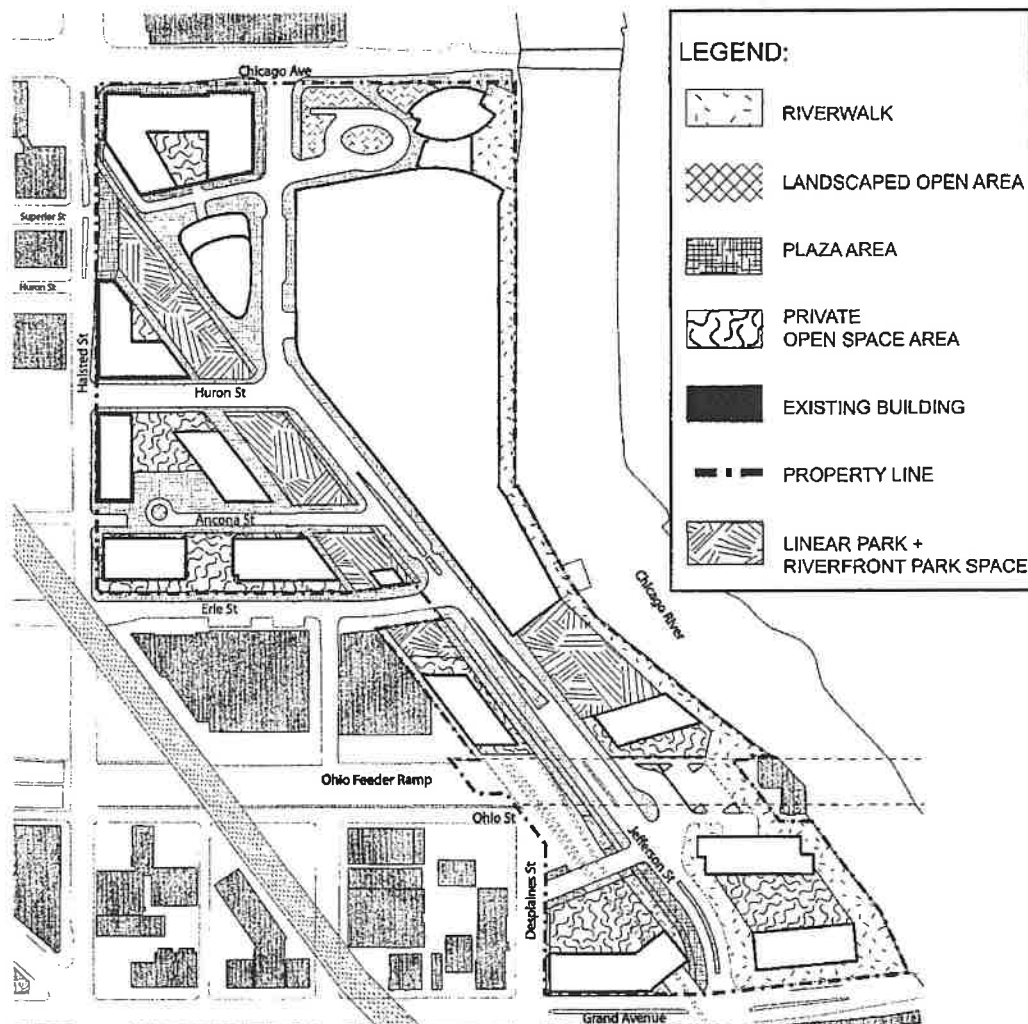 Chicago Ave
LEGEND:
RIVERWALK
LANDSCAPED OPEN AREA
PLAZA AREA
PRIVATE
OPEN SPACE AREA
EXISTING BUILDING
PROPERTY LINE
LINEAR PARK +
RIVERFRONT PARK SPACE
Superior St
Huron St
Halsted St
Huron St
Ancona St
Erie St
Chicago River
Ohio Feeder Ramp
Ohio St
Jefferson St
Desplaines St
Grand Avenue